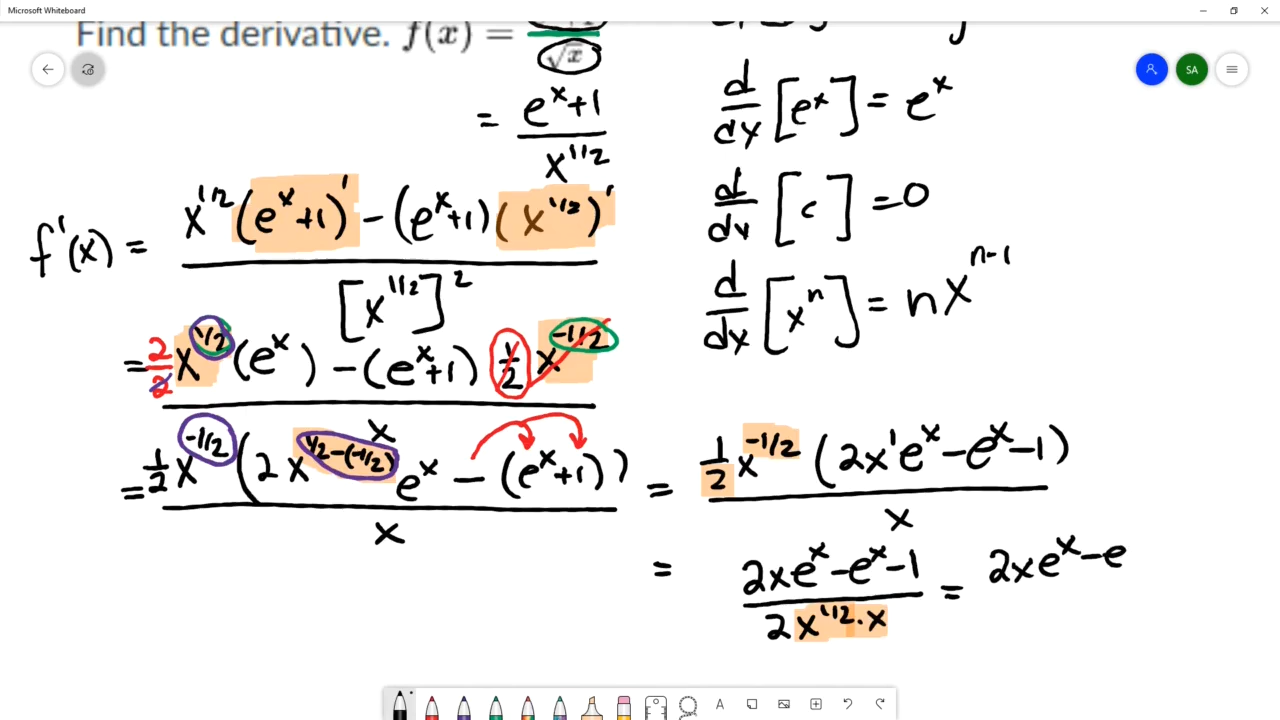 Microsoft Whiteboard
Find the derivative. f(x) =
√x
= e^x+1
x^1/2
f'(x) = x^1/2 (e^x+1)' - (e^x+1)(x^1/2)'
[x^1/2]^2
= 2/2 x^1/2 (e^x) - (e^x+1) 1/2 x^-1/2
x
= 1/2 x^-1/2 (2x^1/2-(-1/2) e^x - (e^x+1))
x
d/dx [e^x] = e^x
d/dx [c] = 0
d/dx [x^n] = nx^n-1
= 1/2 x^-1/2 (2x^1 e^x - e^x - 1)
x
= 2xe^x - e^x - 1 = 2xe^x - e
2x^1/2 · x
SA
A